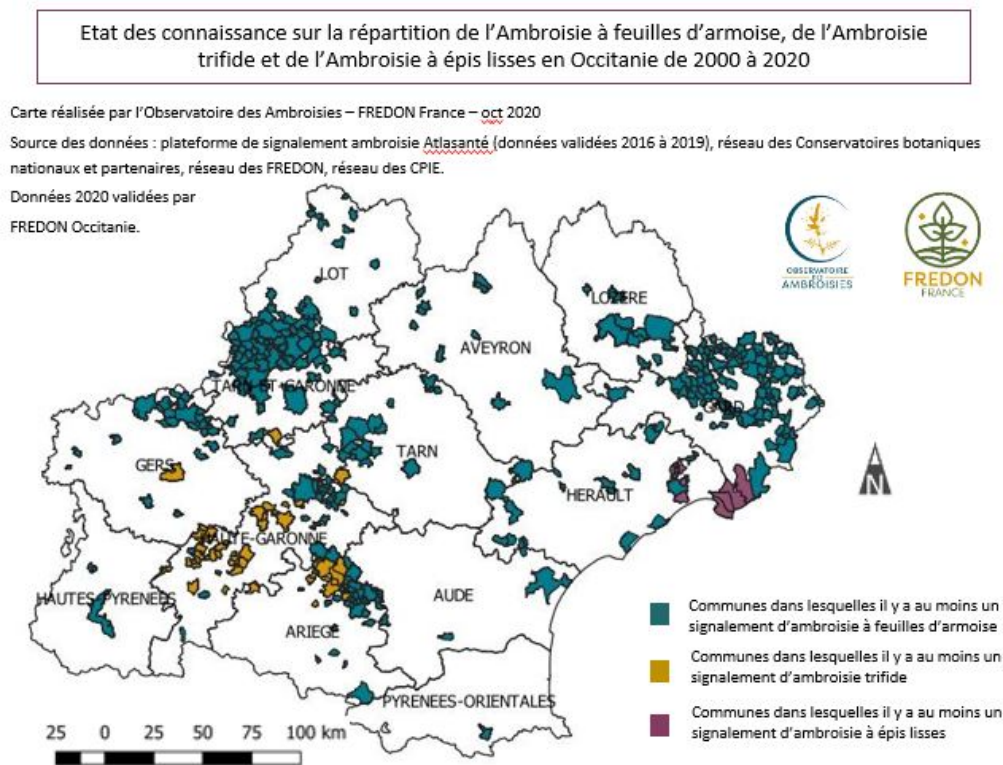 Etat des connaissance sur la répartition de l'Ambroisie à feuilles d'armoise, de l'Ambroisie
trifide et de l'Ambroisie à épis lisses en Occitanie de 2000 à 2020
Carte réalisée par l'Observatoire des Ambroisies – FREDON France – oct 2020
Source des données : plateforme de signalement ambroisie Atlasanté (données validées 2016 à 2019), réseau des Conservatoires botaniques
nationaux et partenaires, réseau des FREDON, réseau des CPIE.
Données 2020 validées par
FREDON Occitanie.
OBSERVATOIRE
DES
AMBROISIES
FREDON
FRANCE
LOT
LOZERE
AVEYRON
TARN-ET-GARONNE
GARD
TARN
GERS
HERAULT
HAUTE-GARONNE
HAUTES-PYRENEES
AUDE
ARIEGE
PYRENEES-ORIENTALES
N
Communes dans lesquelles il y a au moins un
signalement d'ambroisie à feuilles d'armoise
Communes dans lesquelles il y a au moins un
signalement d'ambroisie trifide
Communes dans lesquelles il y a au moins un
signalement d'ambroisie à épis lisses
25 0 25 50 75 100 km